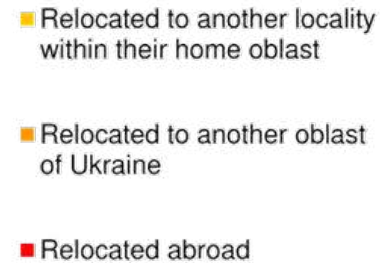 Relocated to another locality
within their home oblast
Relocated to another oblast
of Ukraine
Relocated abroad